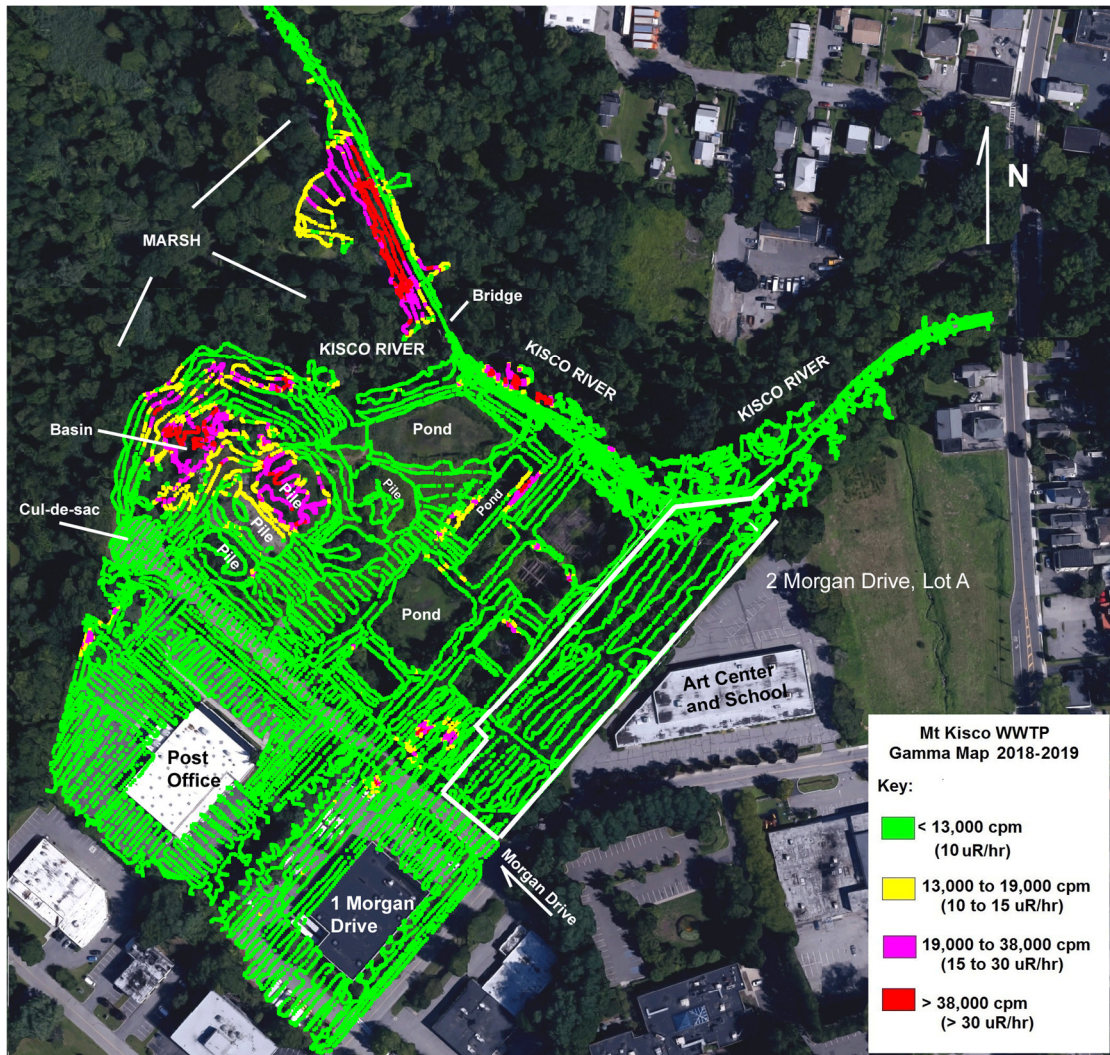 N
MARSH
Bridge
KISCO RIVER
KISCO RIVER
KISCO RIVER
Basin
Pond
Pile
Pile
Pond
Cul-de-sac
Pile
Pile
2 Morgan Drive, Lot A
Pond
Art Center
and School
Post
Office
Morgan Drive
1 Morgan
Drive
Mt Kisco WWTP
Gamma Map 2018-2019
Key:
< 13,000 cpm
(10 uR/hr)
13,000 to 19,000 cpm
(10 to 15 uR/hr)
19,000 to 38,000 cpm
(15 to 30 uR/hr)
> 38,000 cpm
(> 30 uR/hr)